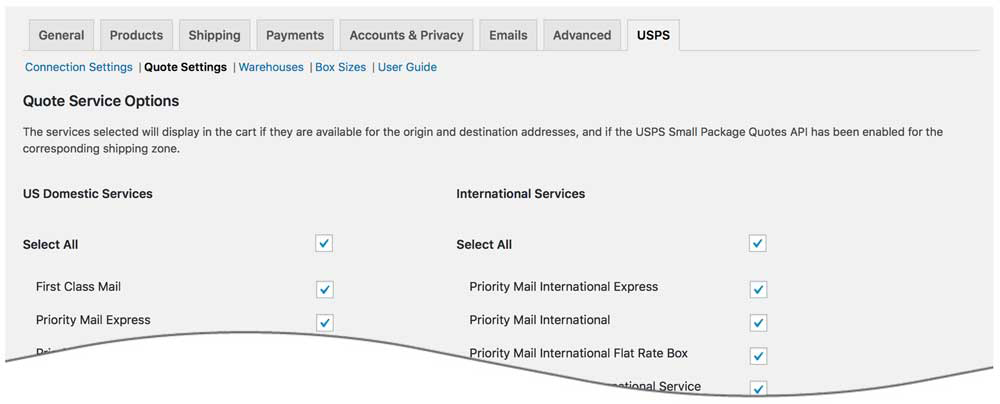 General Products Shipping Payments Accounts & Privacy Emails Advanced USPS
Connection Settings | Quote Settings | Warehouses | Box Sizes | User Guide
Quote Service Options
The services selected will display in the cart if they are available for the origin and destination addresses, and if the USPS Small Package Quotes API has been enabled for the
corresponding shipping zone.
US Domestic Services International Services
Select All Select All
First Class Mail Priority Mail International Express
Priority Mail Express Priority Mail International
Priority Mail International Flat Rate Box
Service